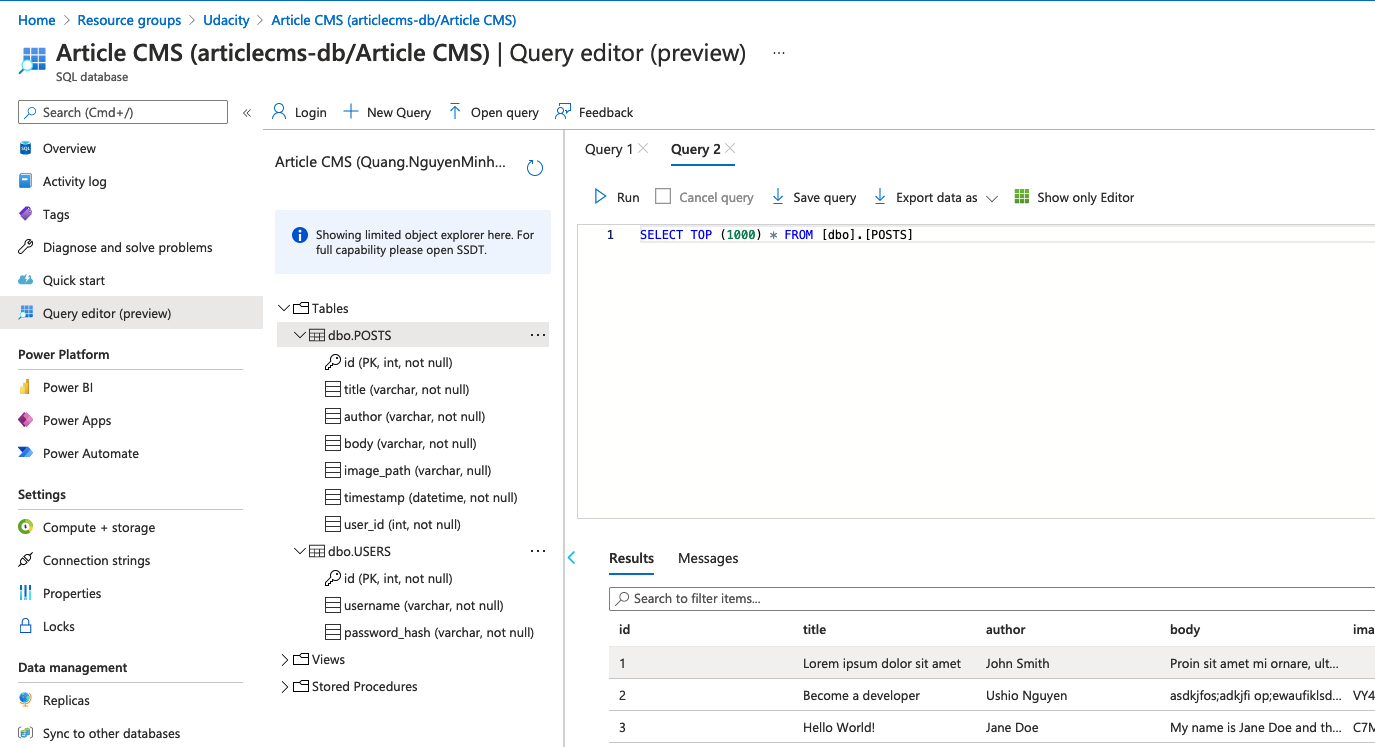 Home > Resource groups > Udacity > Article CMS (articlecms-db/Article CMS)
Article CMS (articlecms-db/Article CMS) | Query editor (preview) ...
SQL database
Search (Cmd+/)
«
Overview
Activity log
Tags
Diagnose and solve problems
Quick start
Query editor (preview)
Power Platform
Power BI
Power Apps
Power Automate
Settings
Compute + storage
Connection strings
Properties
Locks
Data management
Replicas
Sync to other databases
Login
New Query
Open query
Feedback
Article CMS (Quang.NguyenMinh...
Showing limited object explorer here. For
full capability please open SSDT.
Tables
dbo.POSTS ...
id (PK, int, not null)
title (varchar, not null)
author (varchar, not null)
body (varchar, not null)
image_path (varchar, null)
timestamp (datetime, not null)
user_id (int, not null)
dbo.USERS ...
id (PK, int, not null)
username (varchar, not null)
password_hash (varchar, not null)
Views
Stored Procedures
Query 1 Query 2
Run Cancel query Save query Export data as Show only Editor
1 SELECT TOP (1000) * FROM [dbo].[POSTS]
Results Messages
Search to filter items...
id title author body ima
1 Lorem ipsum dolor sit amet John Smith Proin sit amet mi ornare, ult...
2 Become a developer Ushio Nguyen asdkjfos;adkjfi op;ewaufiklsd... VY4
3 Hello World! Jane Doe My name is Jane Doe and th... C7M